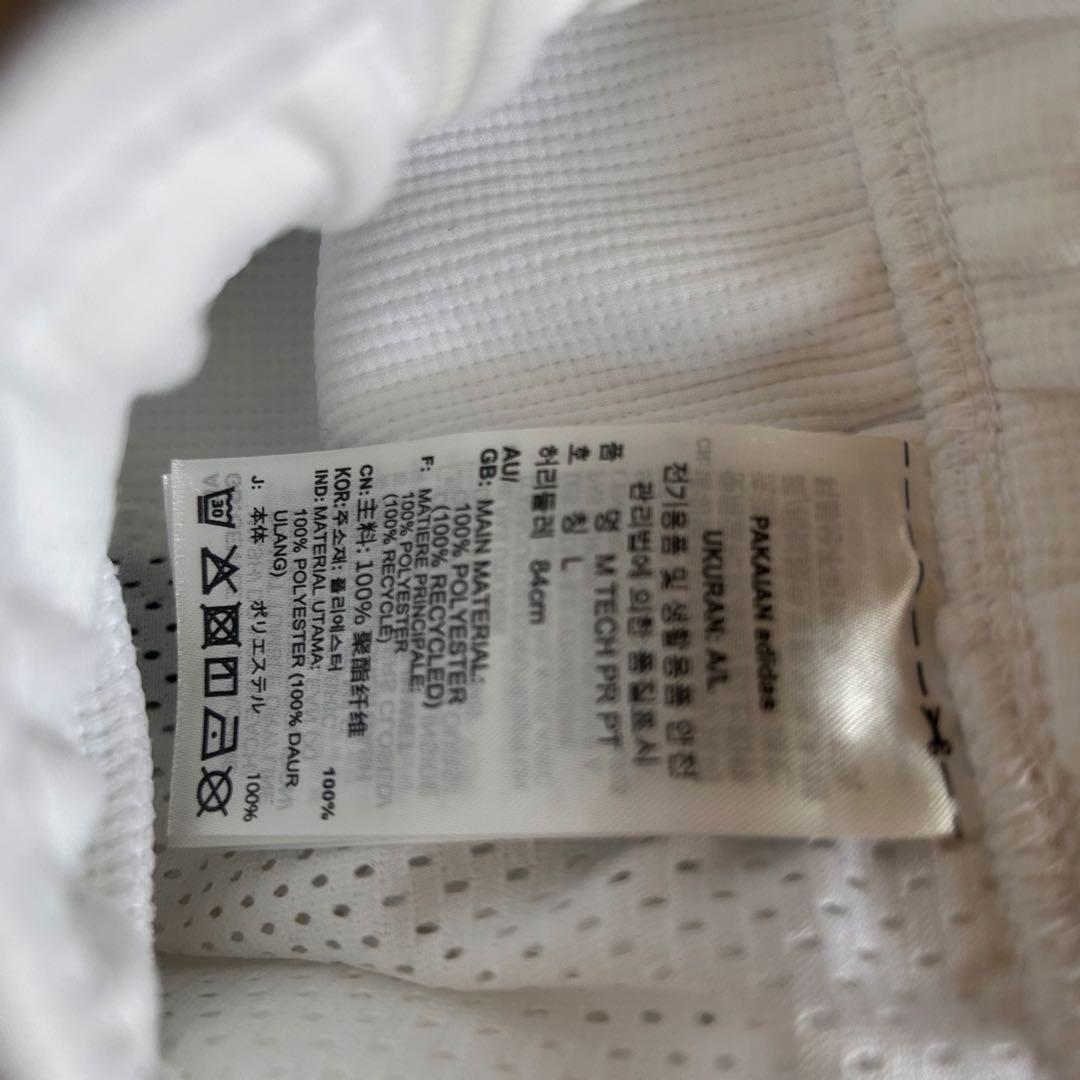 PAKAIAN adidas
UKURAN: A/L
전기용품 및 생활용품 안전
관리법에 의한 품질표시
품 명 M TECH PR PT
호 칭 L
허리둘레 84cm
AU/
GB: MAIN MATERIAL:
100% POLYESTER
(100% RECYCLED)
F: MATIERE PRINCIPALE:
100% POLYESTER
(100% RECYCLE)
CN: 主料: 100% 聚酯纤维
KOR: 주소재: 폴리에스터 100%
IND: MATERIAL UTAMA:
100% POLYESTER (100% DAUR
ULANG)
J: 本体 ポリエステル 100%
30